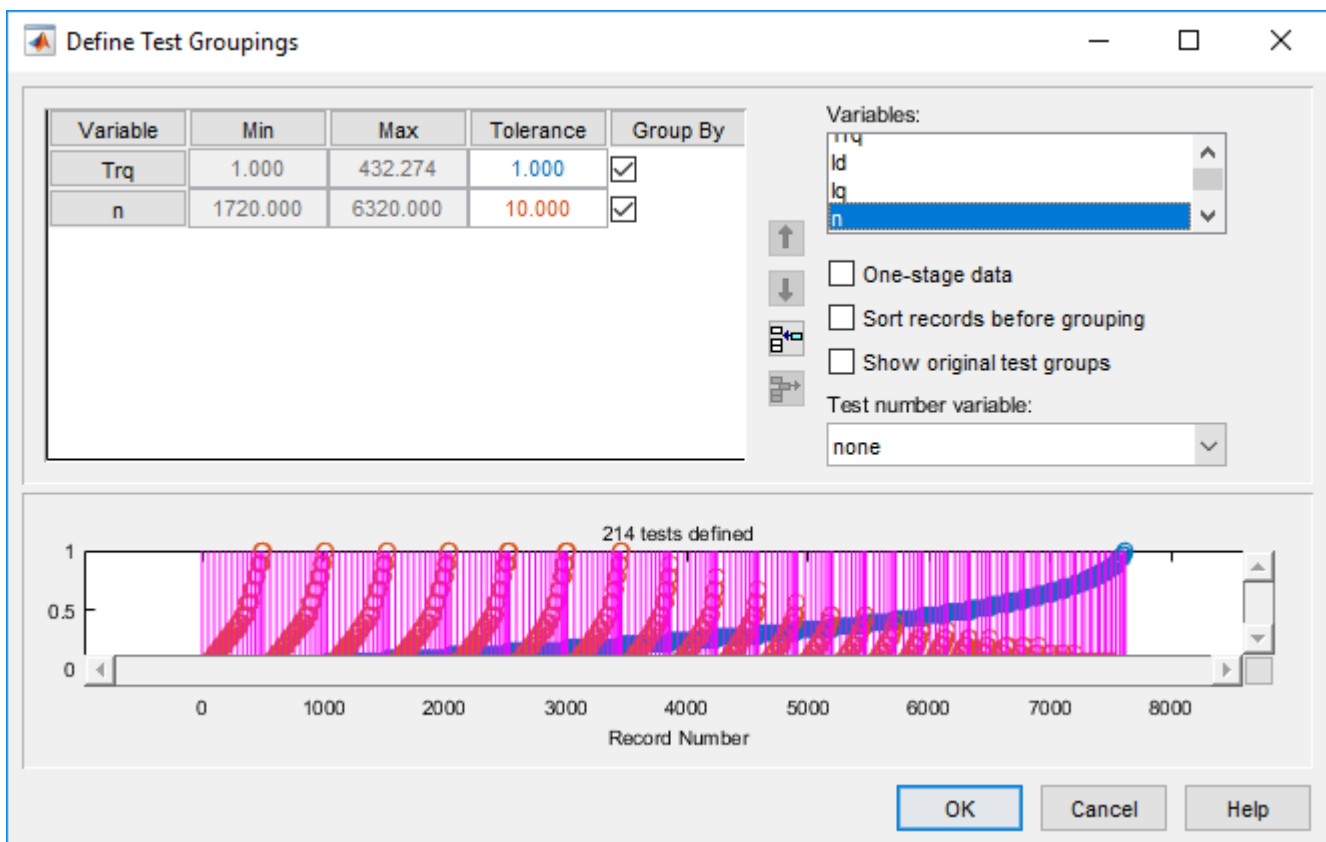 Define Test Groupings
Variable Min Max Tolerance Group By
Trq 1.000 432.274 1.000
n 1720.000 6320.000 10.000
Variables:
Trq
Id
Iq
n
One-stage data
Sort records before grouping
Show original test groups
Test number variable:
none
214 tests defined
1
0.5
0
0 1000 2000 3000 4000 5000 6000 7000 8000
Record Number
OK Cancel Help